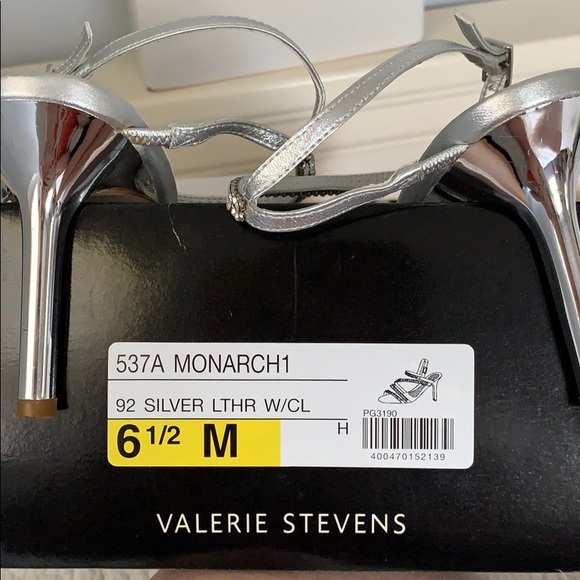 537A MONARCH1
92 SILVER LTHR W/CL
6 1/2 M
H
PG3190
400470152139
VALERIE STEVENS